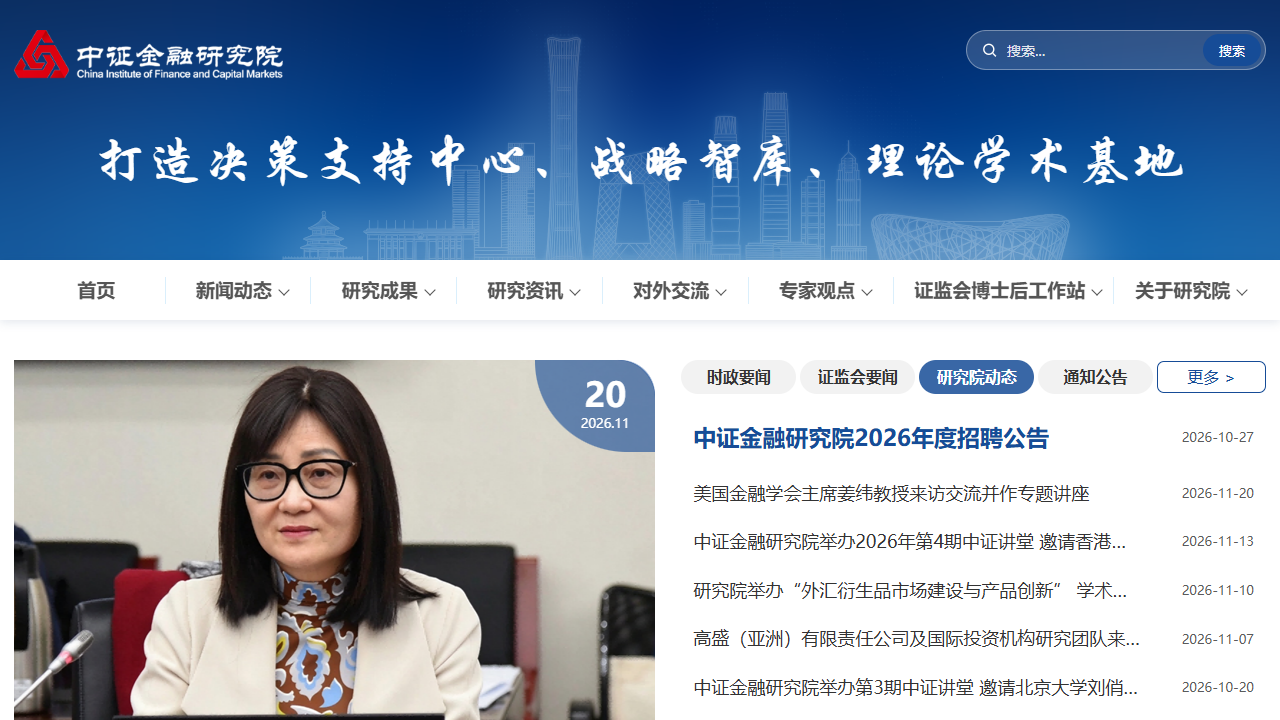 中证金融研究院
China Institute of Finance and Capital Markets
搜索...
搜索
打造决策支持中心、战略智库、理论学术基地
首页 新闻动态 研究成果 研究资讯 对外交流 专家观点 证监会博士后工作站 关于研究院
20
2026.11
时政要闻 证监会要闻 研究院动态 通知公告 更多 >
中证金融研究院2026年度招聘公告 2026-10-27
美国金融学会主席姜纬教授来访交流并作专题讲座 2026-11-20
中证金融研究院举办2026年第4期中证讲堂 邀请香港... 2026-11-13
研究院举办“外汇衍生品市场建设与产品创新” 学术... 2026-11-10
高盛（亚洲）有限责任公司及国际投资机构研究团队来... 2026-11-07
中证金融研究院举办第3期中证讲堂 邀请北京大学刘俏... 2026-10-20